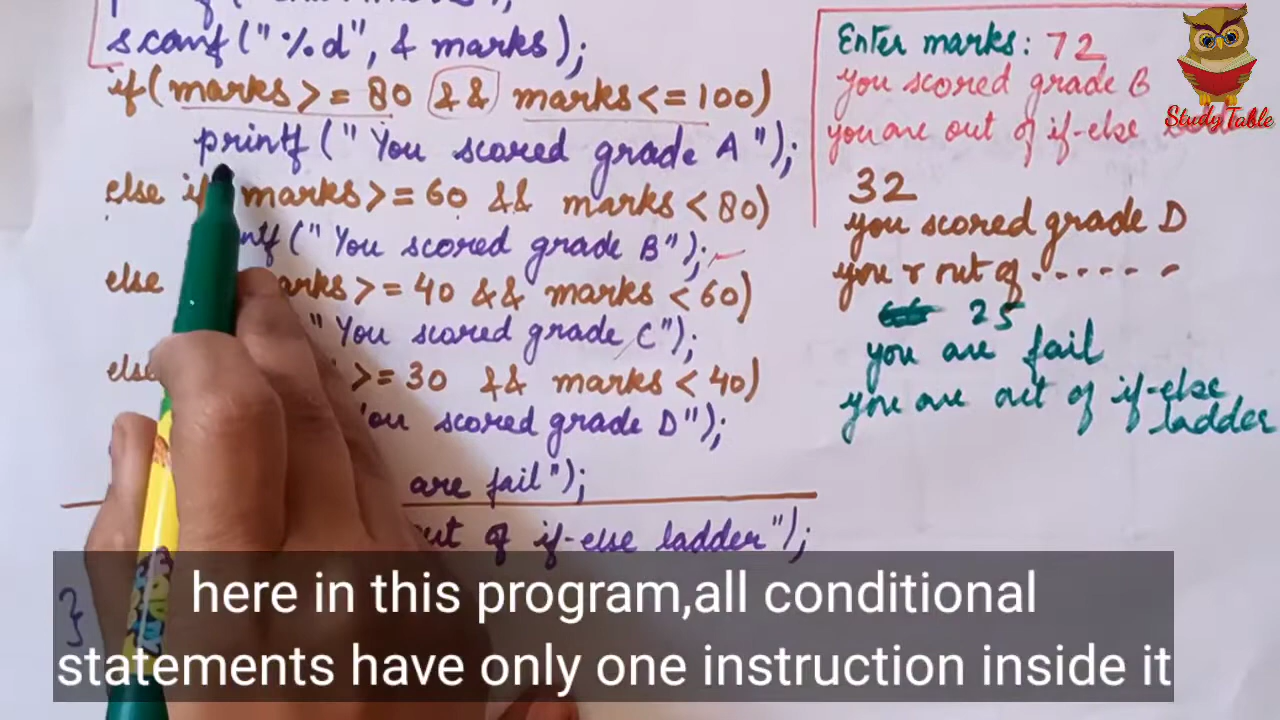 scanf("%d", & marks);
if(marks>=80 && marks<=100)
printf("You scored grade A");
else if marks>=60 && marks<80)
ntf("You scored grade B");
else arks>=40 && marks<60)
"You scored grade C");
else >=30 && marks<40)
ou scored grade D");
are fail");
out of if-else ladder");
}
Enter marks: 72
you scored grade B
you are out of if-else
32
you scored grade D
you r out of . . . . . .
25
you are fail
you are out of if-else
ladder
Study Table
here in this program,all conditional
statements have only one instruction inside it